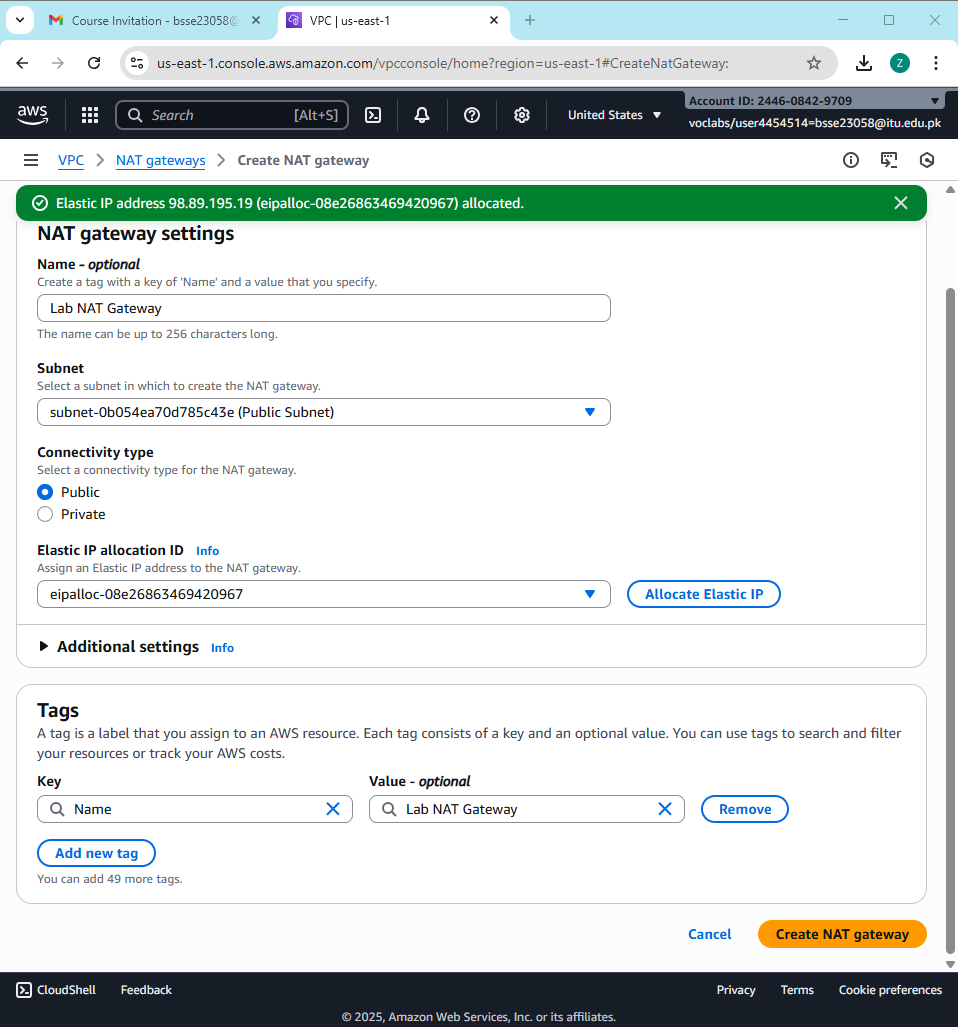 Course Invitation - bsse23058@
VPC | us-east-1
us-east-1.console.aws.amazon.com/vpcconsole/home?region=us-east-1#CreateNatGateway:
Z
aws
Search
[Alt+S]
United States
Account ID: 2446-0842-9709
voclabs/user4454514=bsse23058@itu.edu.pk
VPC
NAT gateways
Create NAT gateway
Elastic IP address 98.89.195.19 (eipalloc-08e26863469420967) allocated.
NAT gateway settings
Name - optional
Create a tag with a key of 'Name' and a value that you specify.
Lab NAT Gateway
The name can be up to 256 characters long.
Subnet
Select a subnet in which to create the NAT gateway.
subnet-0b054ea70d785c43e (Public Subnet)
Connectivity type
Select a connectivity type for the NAT gateway.
Public
Private
Elastic IP allocation ID Info
Assign an Elastic IP address to the NAT gateway.
eipalloc-08e26863469420967
Allocate Elastic IP
Additional settings Info
Tags
A tag is a label that you assign to an AWS resource. Each tag consists of a key and an optional value. You can use tags to search and filter
your resources or track your AWS costs.
Key
Value - optional
Name
Lab NAT Gateway
Remove
Add new tag
You can add 49 more tags.
Cancel
Create NAT gateway
CloudShell
Feedback
Privacy
Terms
Cookie preferences
© 2025, Amazon Web Services, Inc. or its affiliates.